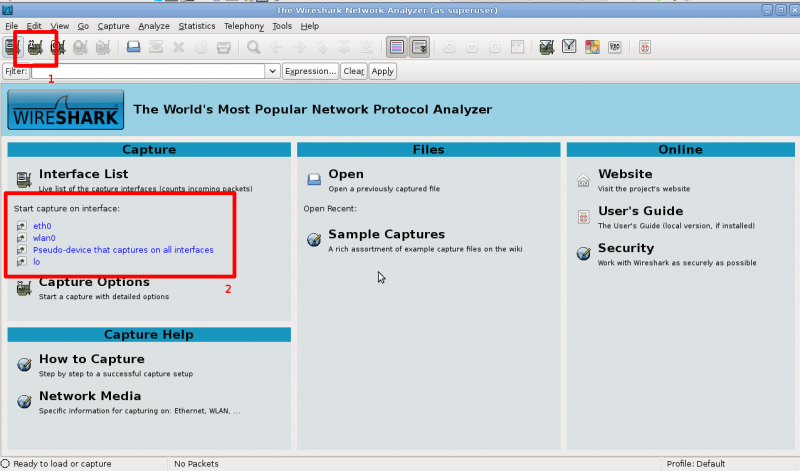 The Wireshark Network Analyzer (as superuser)
File Edit View Go Capture Analyze Statistics Telephony Tools Help
1
Filter: Expression... Clear Apply
WIRESHARK
The World's Most Popular Network Protocol Analyzer
Capture
Interface List
Live list of the capture interfaces (counts incoming packets)
Start capture on interface:
eth0
wlan0
Pseudo-device that captures on all interfaces
lo
2
Capture Options
Start a capture with detailed options
Capture Help
How to Capture
Step by step to a successful capture setup
Network Media
Specific information for capturing on: Ethernet, WLAN, ...
Files
Open
Open a previously captured file
Open Recent:
Sample Captures
A rich assortment of example capture files on the wiki
Online
Website
Visit the project's website
User's Guide
The User's Guide (local version, if installed)
Security
Work with Wireshark as securely as possible
Ready to load or capture
No Packets
Profile: Default